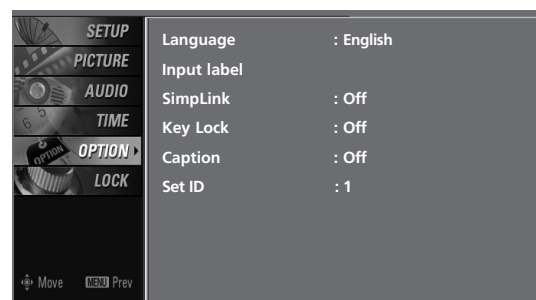 SETUP
PICTURE
AUDIO
TIME
OPTION
OPTION
LOCK
Move MENU Prev
Language : English
Input label
SimpLink : Off
Key Lock : Off
Caption : Off
Set ID : 1